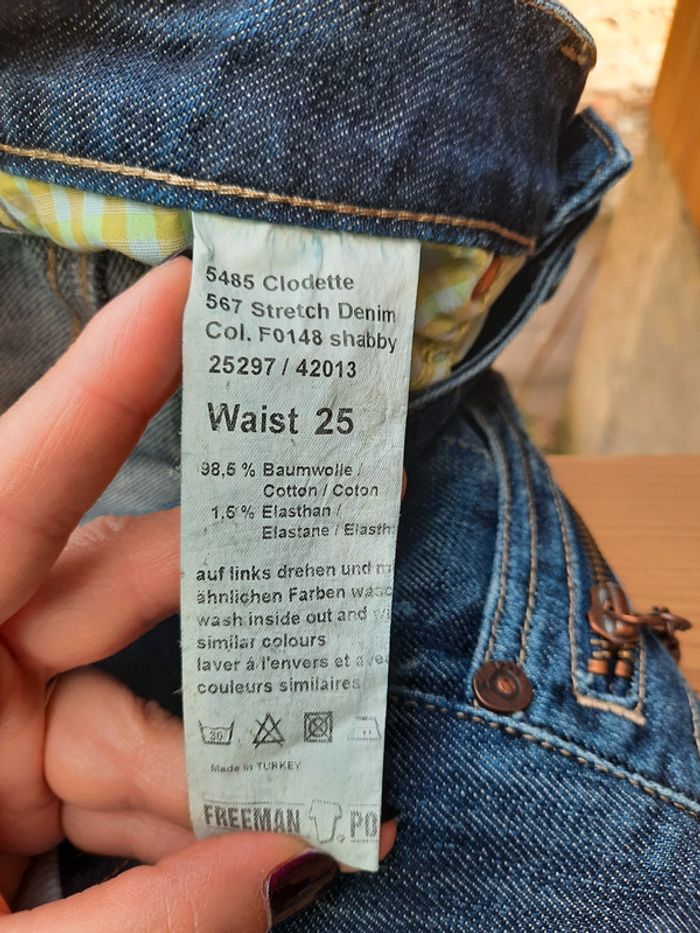 5485 Clodette
567 Stretch Denim
Col. F0148 shabby
25297 / 42013
Waist 25
98,5 % Baumwolle /
Cotton / Coton
1,5 % Elasthan /
Elastane / Elasth
auf links drehen und
ähnlichen Farben wasc
wash inside out and wi
similar colours
laver á l'envers et ave
couleurs similaires
30
Made in TURKEY
FREEMAN T. PO